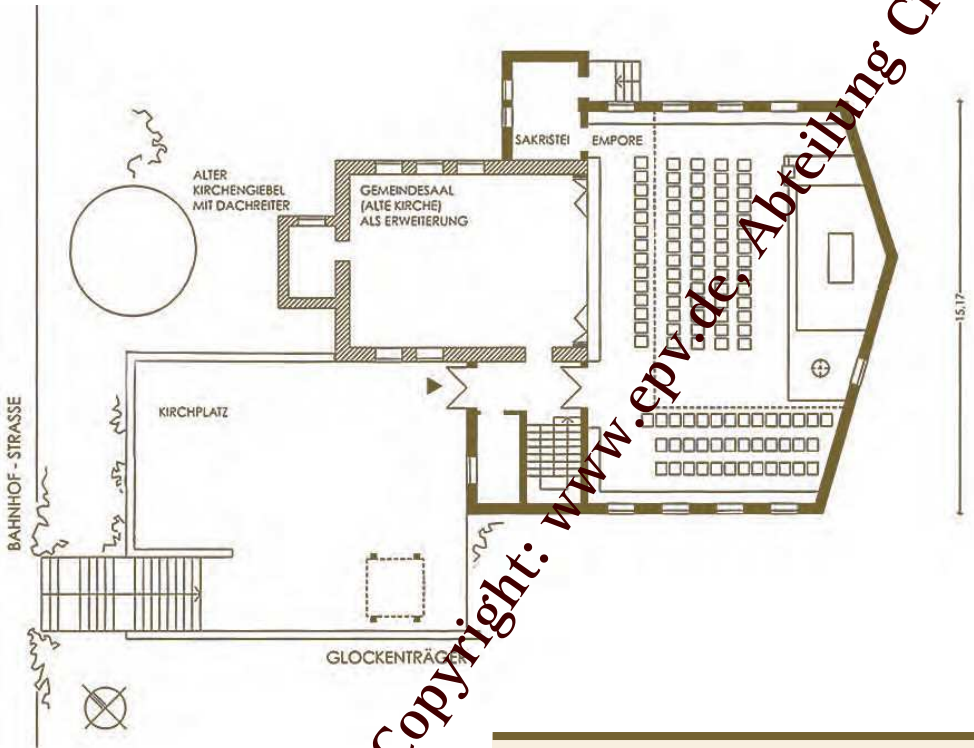 SAKRISTEI
EMPORE
ALTER
KIRCHENGIEBEL
MIT DACHREITER
GEMEINDESAAL
(ALTE KIRCHE)
ALS ERWEITERUNG
15.17
KIRCHPLATZ
BAHNHOF - STRASSE
GLOCKENTRÄGER
Copyright: www.epv.de, Abteilung